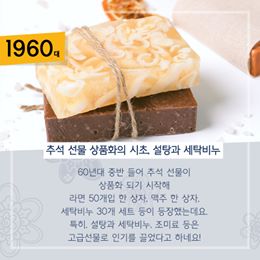 1960대
추석 선물 상품화의 시초, 설탕과 세탁비누
60년대 중반 들어 추석 선물이
상품화 되기 시작해
라면 50개입 한 상자, 맥주 한 상자,
세탁비누 30개 세트 등이 등장했는데요.
특히, 설탕과 세탁비누, 조미료 등은
고급선물로 인기를 끌었다고 하네요!